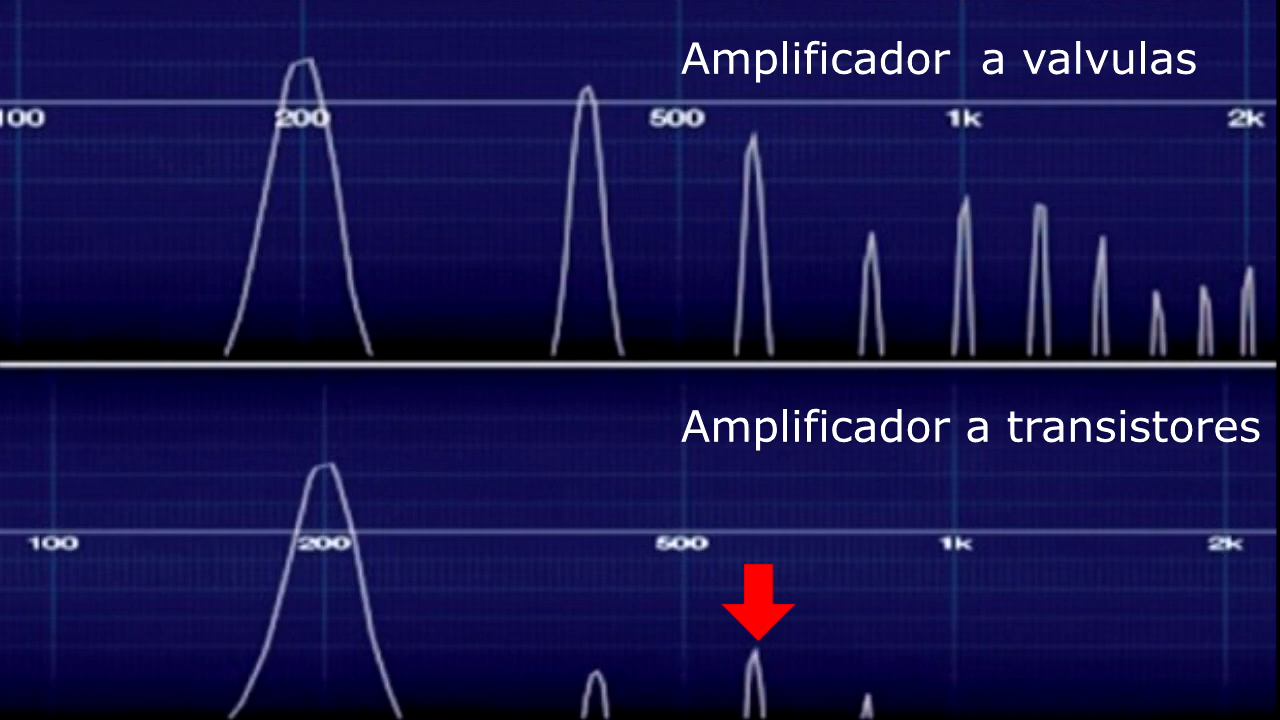 Amplificador a valvulas
100 200 500 1k 2k
Amplificador a transistores
100 200 500 1k 2k